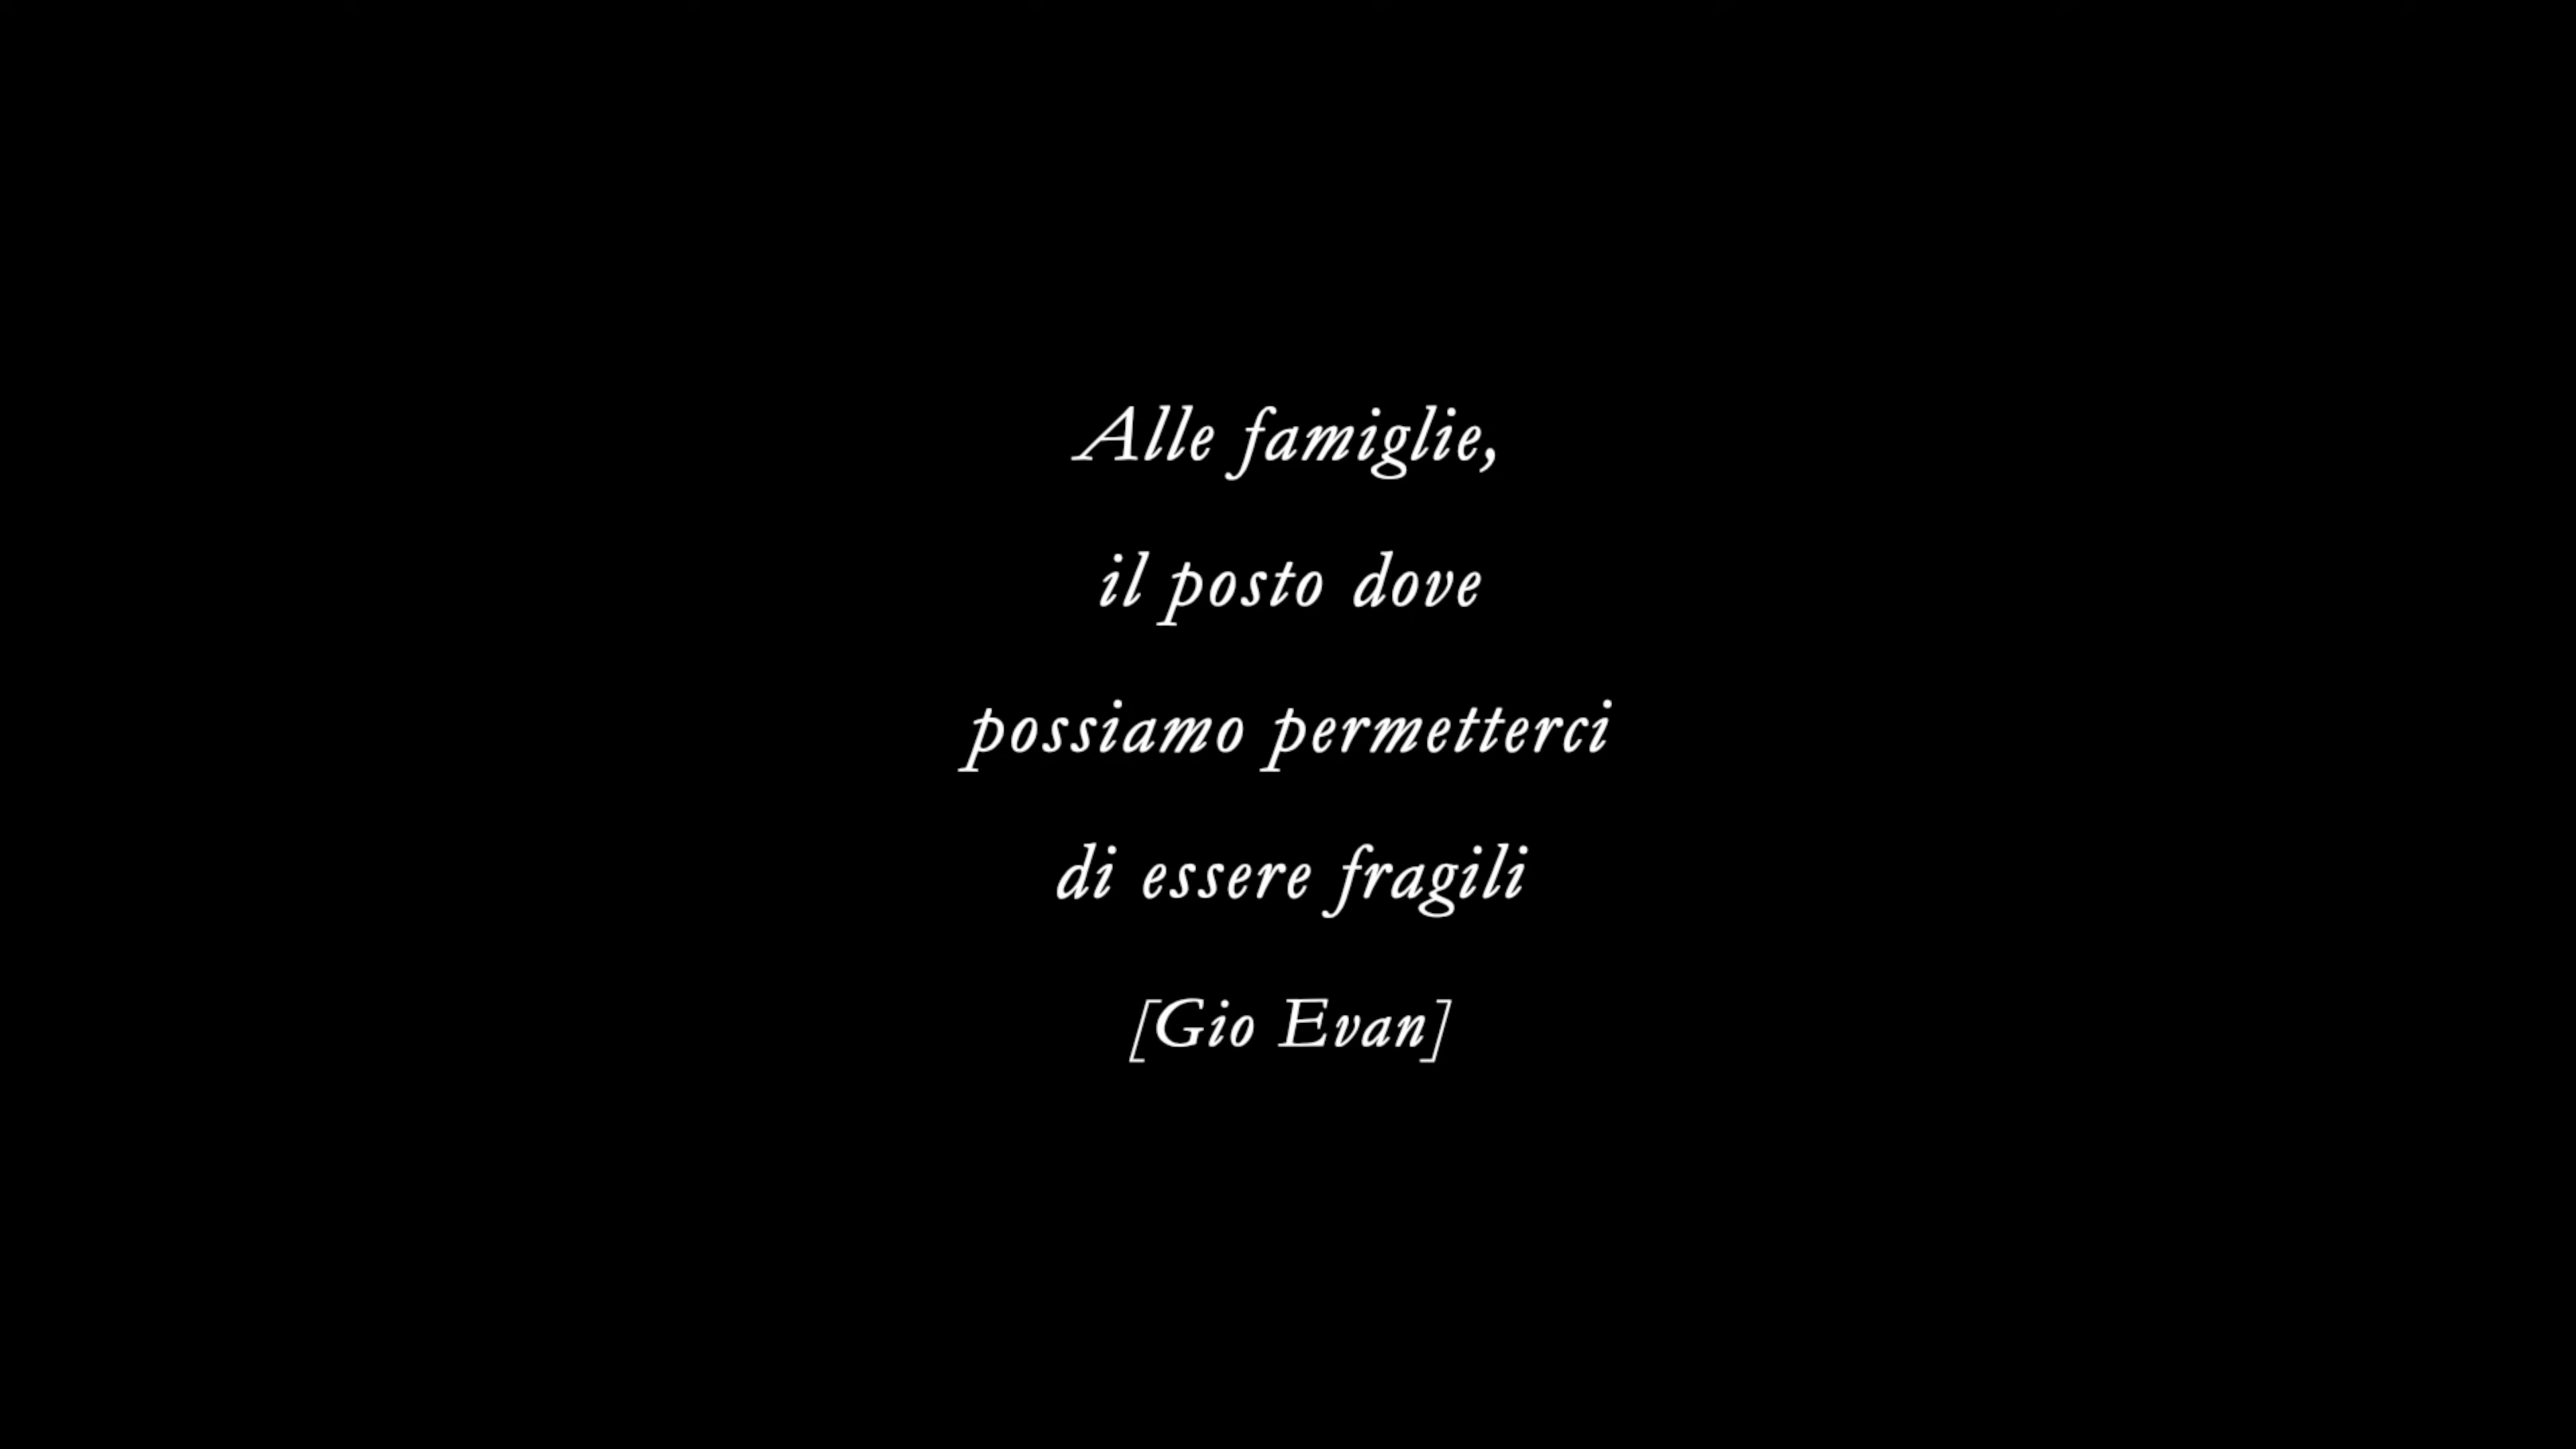 Alle famiglie,
il posto dove
possiamo permetterci
di essere fragili
[Gio Evan]